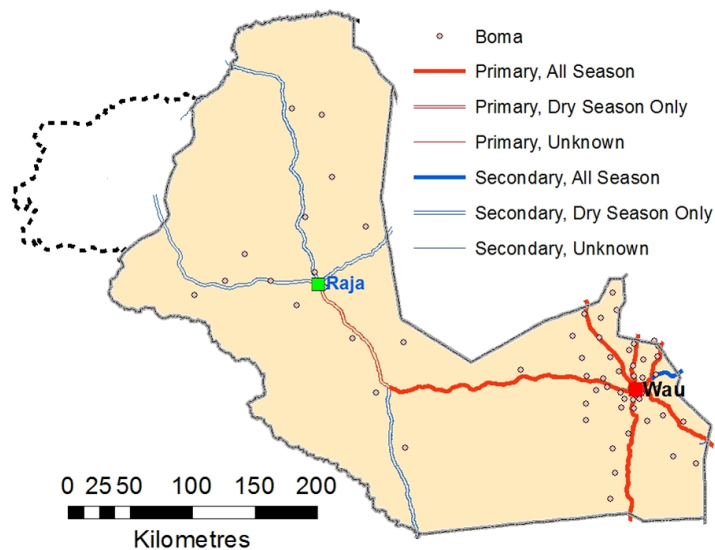 Boma
Primary, All Season
Primary, Dry Season Only
Primary, Unknown
Secondary, All Season
Secondary, Dry Season Only
Secondary, Unknown
Raja
Wau
0 25 50 100 150 200
Kilometres